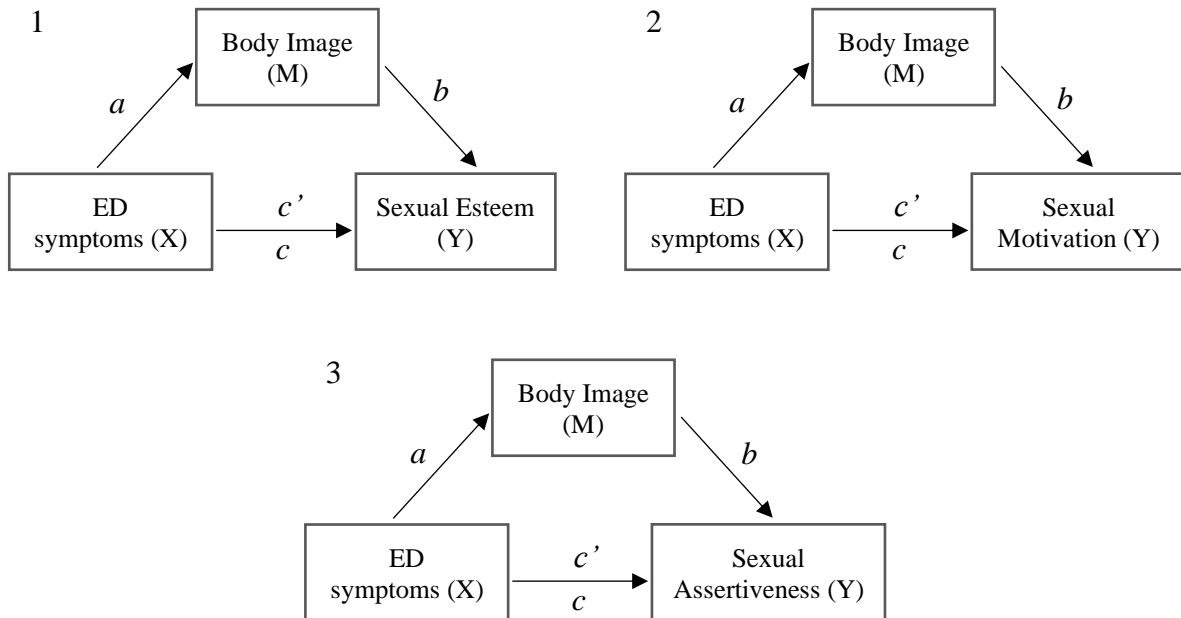 1
Body Image
(M)
a
b
ED
symptoms (X)
c’
c
Sexual Esteem
(Y)
2
Body Image
(M)
a
b
ED
symptoms (X)
c’
c
Sexual
Motivation (Y)
3
Body Image
(M)
a
b
ED
symptoms (X)
c’
c
Sexual
Assertiveness (Y)